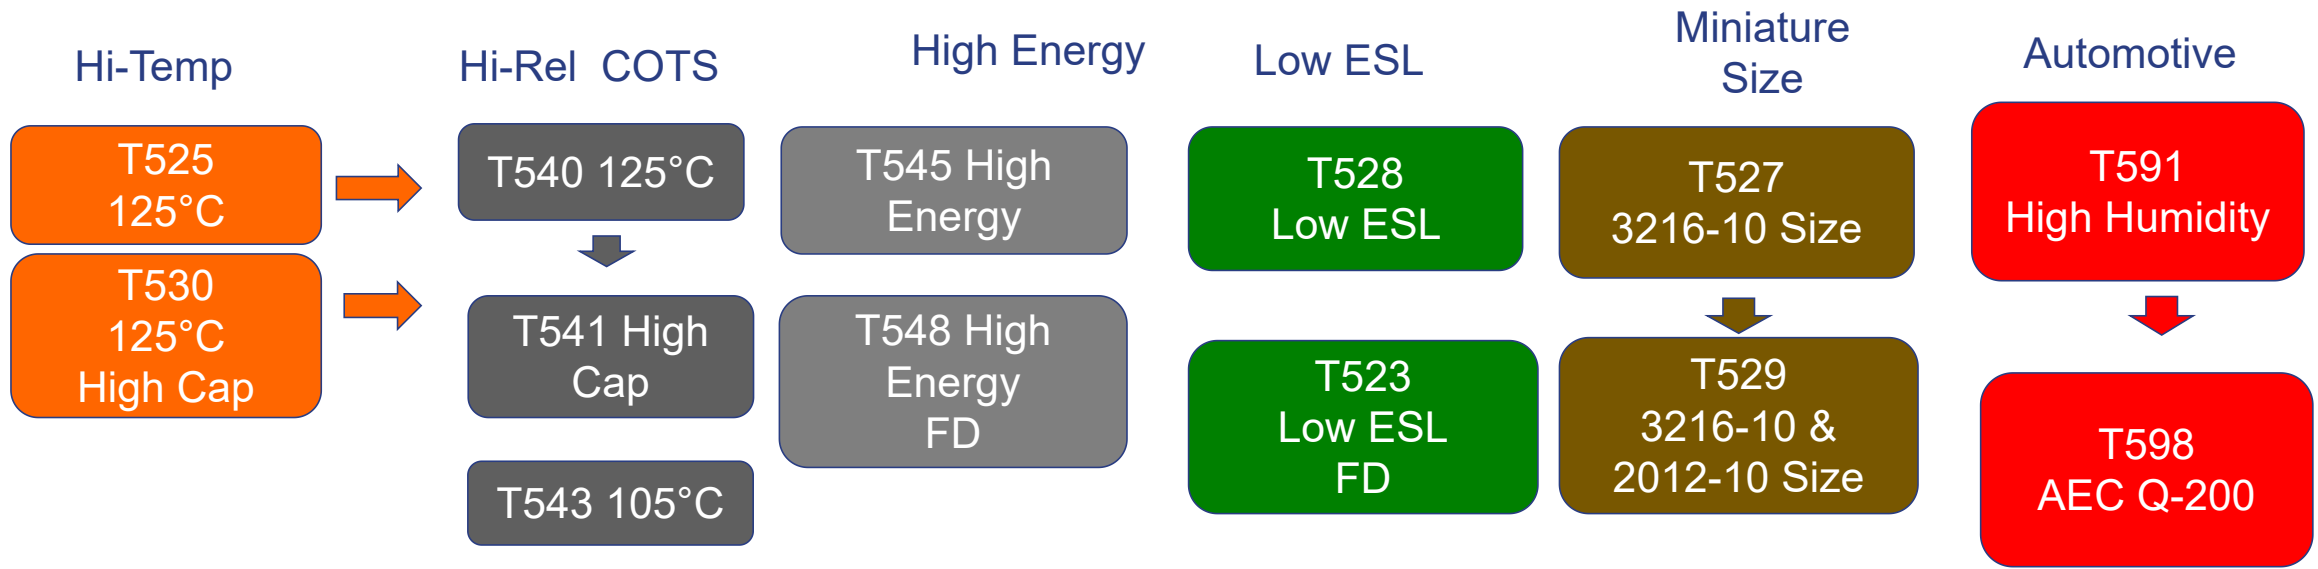 Hi-Temp
T525
125°C
T530
125°C
High Cap
Hi-Rel  COTS
T540 125°C
T541 High
Cap
T543 105°C
High Energy
T545 High
Energy
T548 High
Energy
FD
Low ESL
T528
Low ESL
T523
Low ESL
FD
Miniature
Size
T527
3216-10 Size
T529
3216-10 &
2012-10 Size
Automotive
T591
High Humidity
T598
AEC Q-200